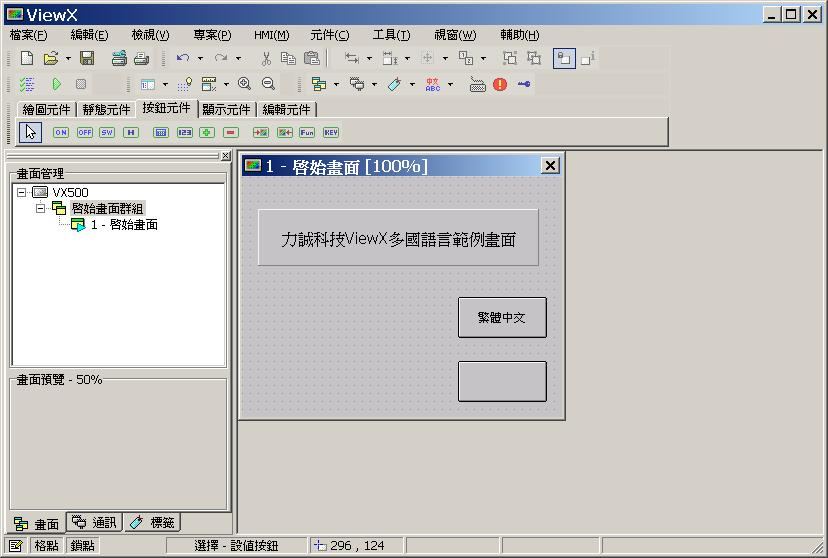 ViewX
檔案(F) 編輯(E) 檢視(V) 專案(P) HMI(M) 元件(C) 工具(T) 視窗(W) 輔助(H)
中文 ABC
繪圖元件 靜態元件 按鈕元件 顯示元件 編輯元件
ON OFF SW H 123 Fun KEY
畫面管理
VX500
啓始畫面群組
1 - 啓始畫面
畫面預覽 - 50%
畫面 通訊 標籤
1 - 啓始畫面 [100%]
力誠科技ViewX多國語言範例畫面
繁體中文
格點 鎖點 選擇 - 設值按鈕 296 , 124